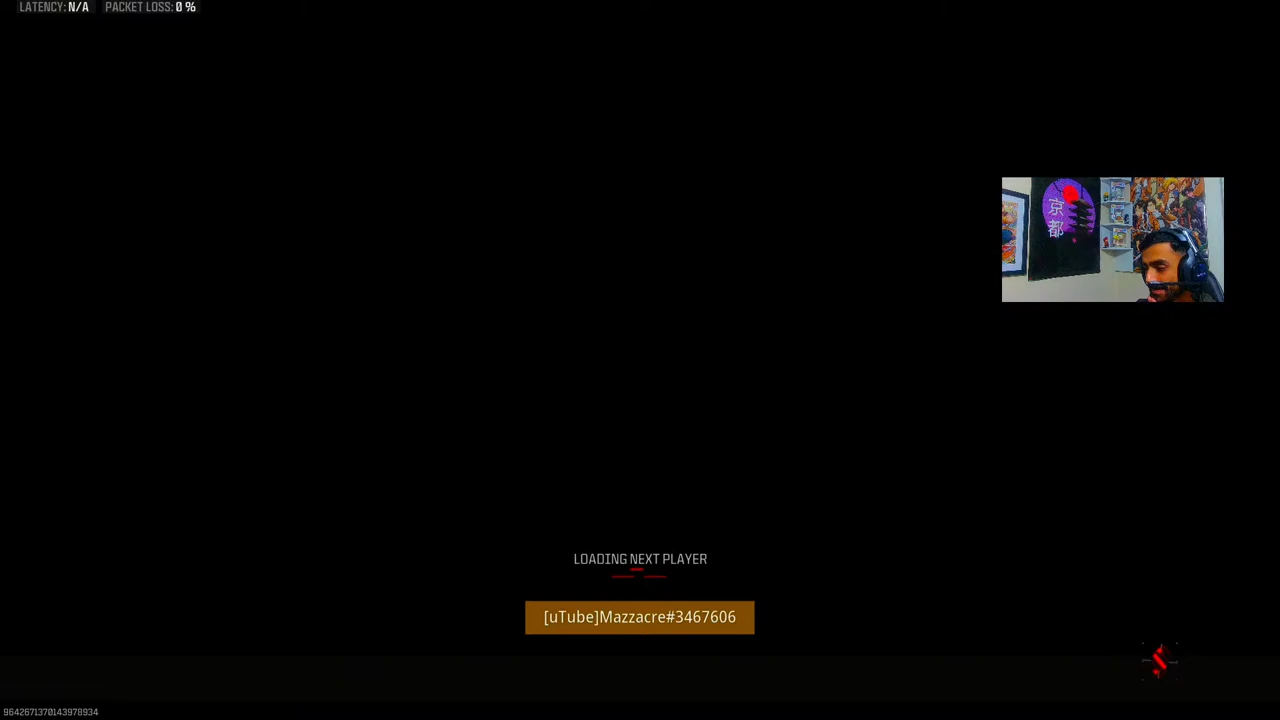 LATENCY: N/A PACKET LOSS: 0 %
京
都
LOADING NEXT PLAYER
[uTube]Mazzacre#3467606
9642671370143978934